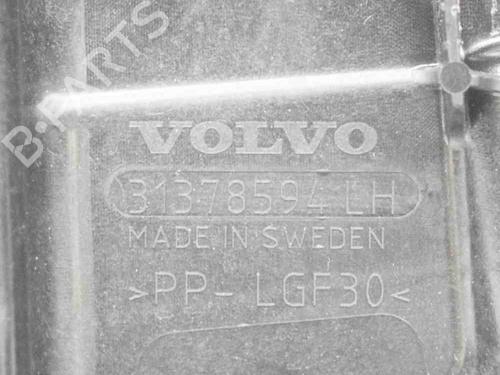 B-PARTS
VOLVO
31378594 LH
MADE IN SWEDEN
>PP- LGF30<